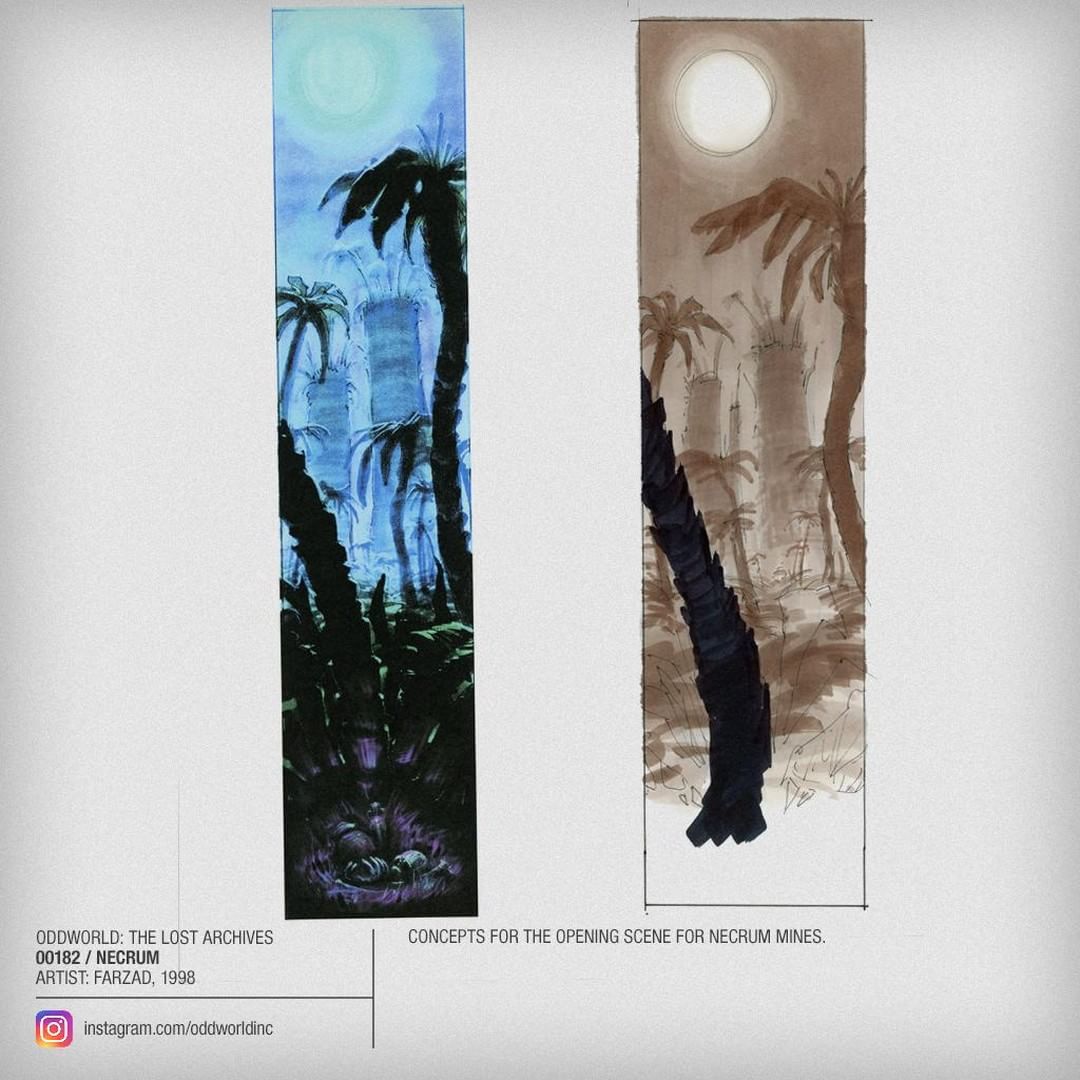 ODDWORLD: THE LOST ARCHIVES
00182 / NECRUM
ARTIST: FARZAD, 1998
instagram.com/oddworldinc
CONCEPTS FOR THE OPENING SCENE FOR NECRUM MINES.